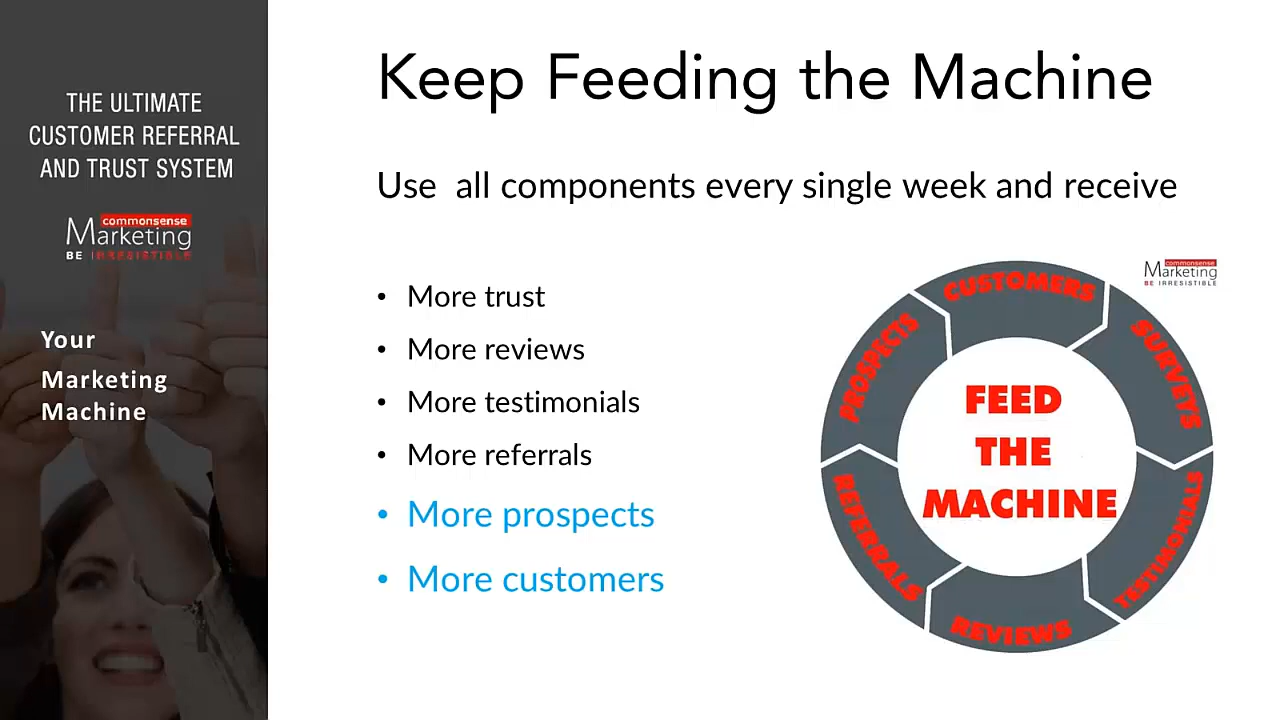 THE ULTIMATE
CUSTOMER REFERRAL
AND TRUST SYSTEM
commonsense
Marketing
BE IRRESISTIBLE
Your
Marketing
Machine
Keep Feeding the Machine
Use all components every single week and receive
• More trust
• More reviews
• More testimonials
• More referrals
• More prospects
• More customers
commonsense
Marketing
BE IRRESISTIBLE
CUSTOMERS
SURVEYS
TESTIMONIALS
REVIEWS
REFERRALS
PROSPECTS
FEED
THE
MACHINE